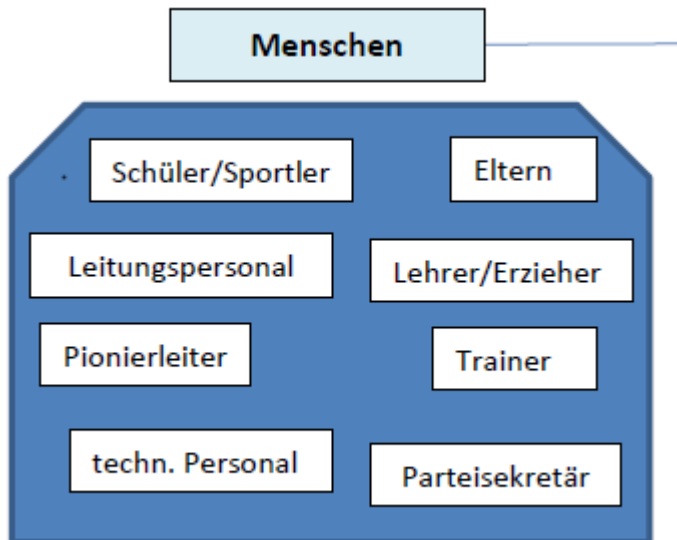 Menschen
Schüler/Sportler
Eltern
Leitungspersonal
Lehrer/Erzieher
Pionierleiter
Trainer
techn. Personal
Parteisekretär